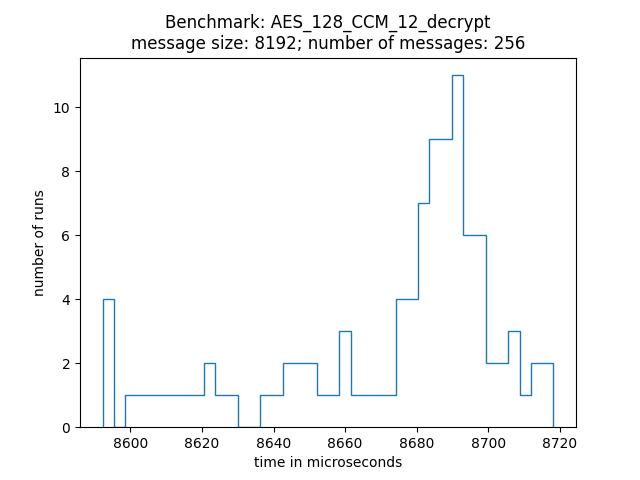 Benchmark: AES_128_CCM_12_decrypt
message size: 8192; number of messages: 256
number of runs
10
8
6
4
2
0
8600 8620 8640 8660 8680 8700 8720
time in microseconds